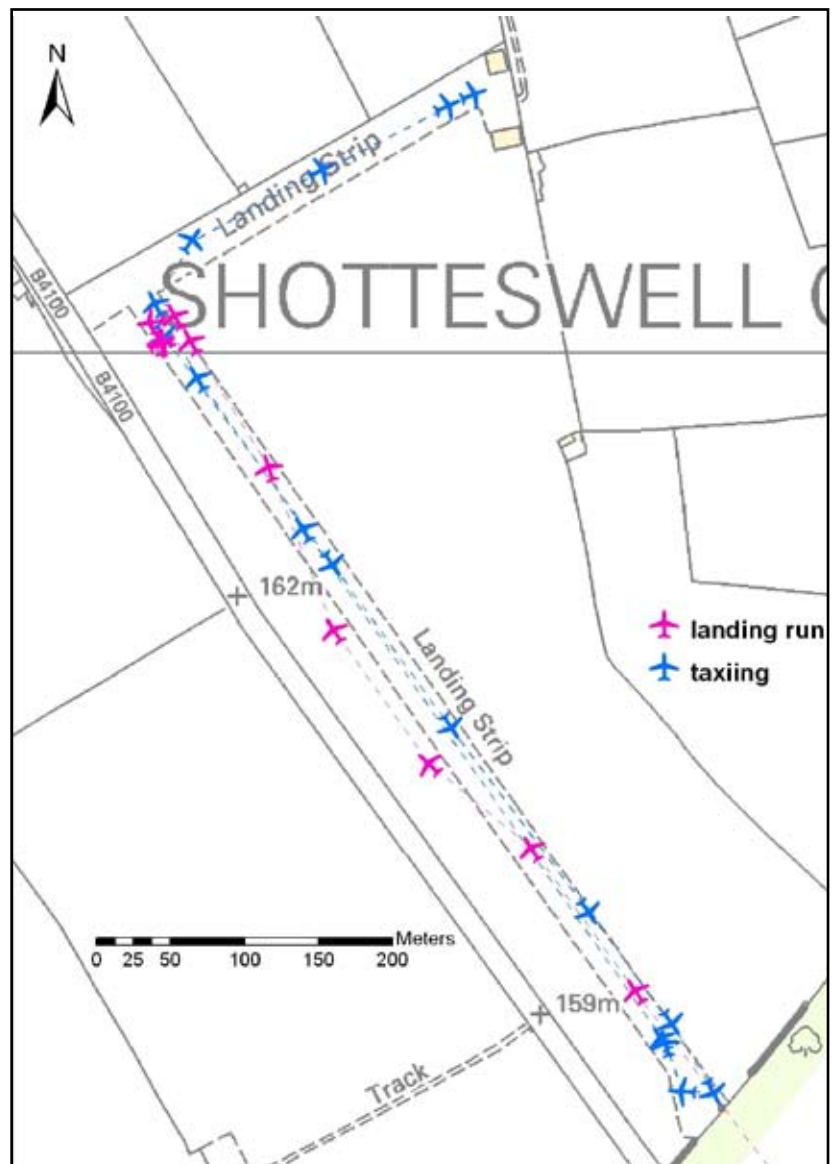 N
Landing Strip
SHOTTESWELL
B4100
B4100
162m
Landing Strip
landing run
taxiing
Meters
0 25 50 100 150 200
159m
Track